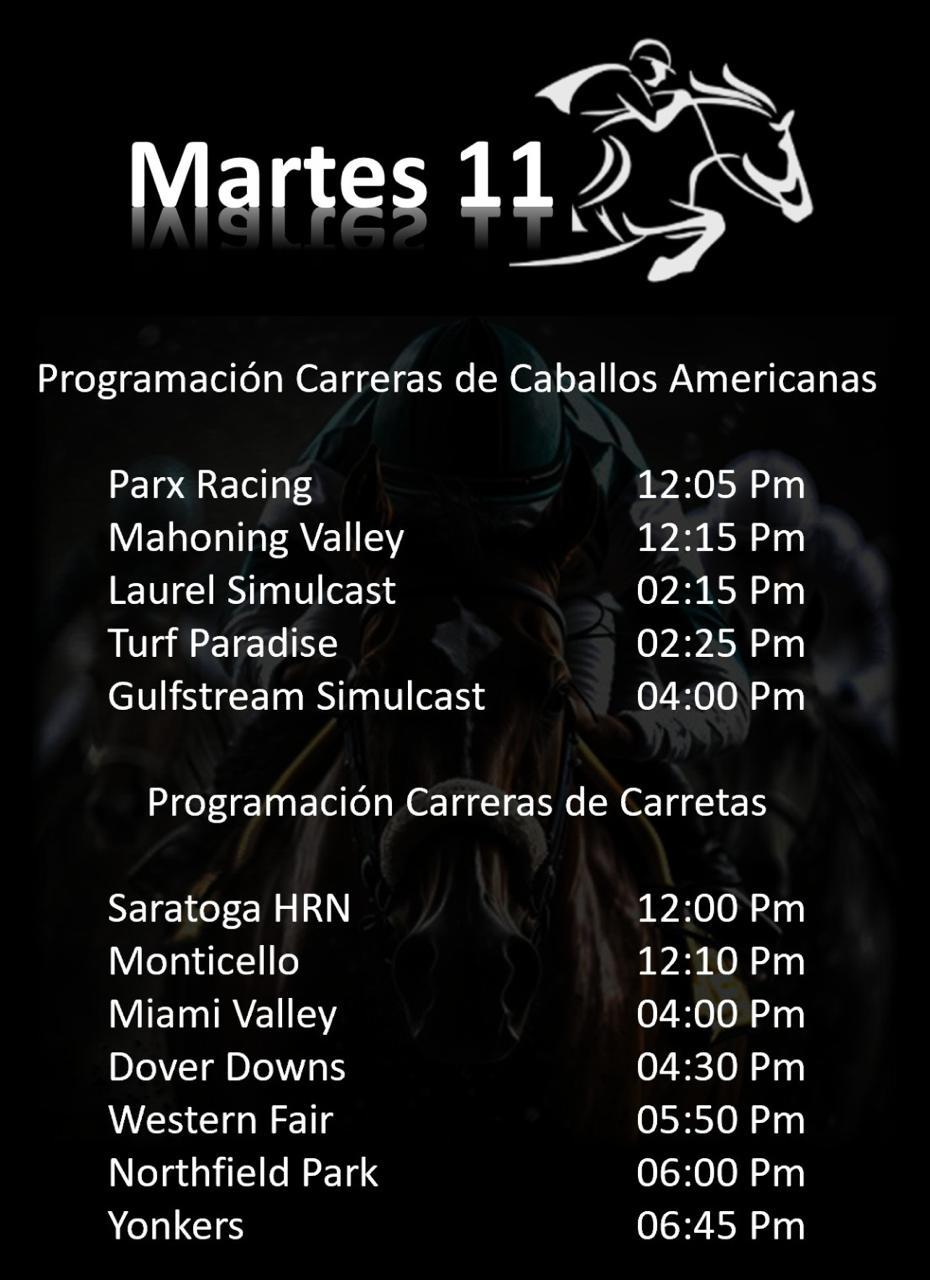 Martes 11
Programación Carreras de Caballos Americanas
Parx Racing 12:05 Pm
Mahoning Valley 12:15 Pm
Laurel Simulcast 02:15 Pm
Turf Paradise 02:25 Pm
Gulfstream Simulcast 04:00 Pm
Programación Carreras de Carretas
Saratoga HRN 12:00 Pm
Monticello 12:10 Pm
Miami Valley 04:00 Pm
Dover Downs 04:30 Pm
Western Fair 05:50 Pm
Northfield Park 06:00 Pm
Yonkers 06:45 Pm